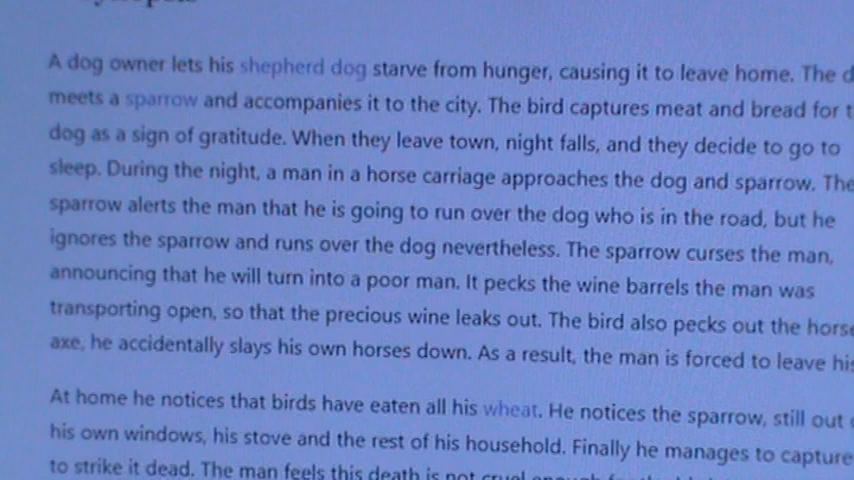 A dog owner lets his shepherd dog starve from hunger, causing it to leave home. The
meets a sparrow and accompanies it to the city. The bird captures meat and bread for
dog as a sign of gratitude. When they leave town, night falls, and they decide to go to
sleep. During the night, a man in a horse carriage approaches the dog and sparrow. The
sparrow alerts the man that he is going to run over the dog who is in the road, but he
ignores the sparrow and runs over the dog nevertheless. The sparrow curses the man,
announcing that he will turn into a poor man. It pecks the wine barrels the man was
transporting open, so that the precious wine leaks out. The bird also pecks out the horse
axe, he accidentally slays his own horses down. As a result, the man is forced to leave his
At home he notices that birds have eaten all his wheat. He notices the sparrow, still out
his own windows, his stove and the rest of his household. Finally he manages to capture
to strike it dead. The man feels this death is not cruel enough